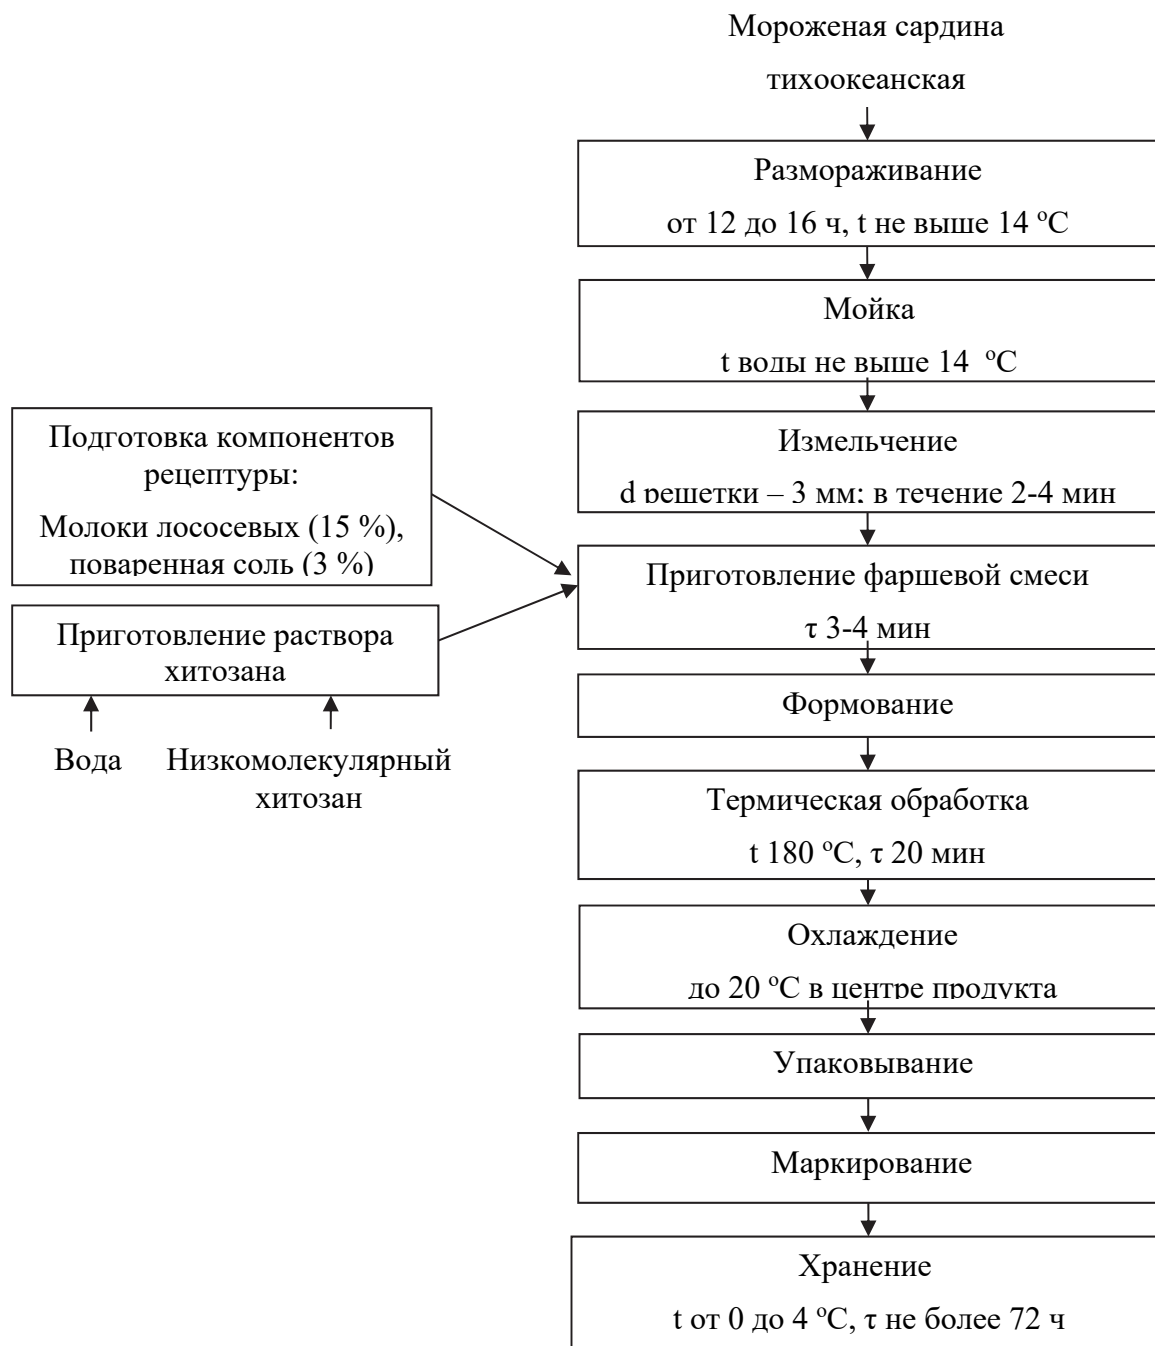 Мороженая сардина
тихоокеанская
Размораживание
от 12 до 16 ч, t не выше 14 ºС
Мойка
t воды не выше 14 ºС
Измельчение
d решетки – 3 мм; в течение 2-4 мин
Подготовка компонентов
рецептуры:
Молоки лососевых (15 %),
поваренная соль (3 %)
Приготовление раствора
хитозана
Вода
Низкомолекулярный
хитозан
Приготовление фаршевой смеси
τ 3-4 мин
Формование
Термическая обработка
t 180 ºС, τ 20 мин
Охлаждение
до 20 ºС в центре продукта
Упаковывание
Маркирование
Хранение
t от 0 до 4 ºС, τ не более 72 ч